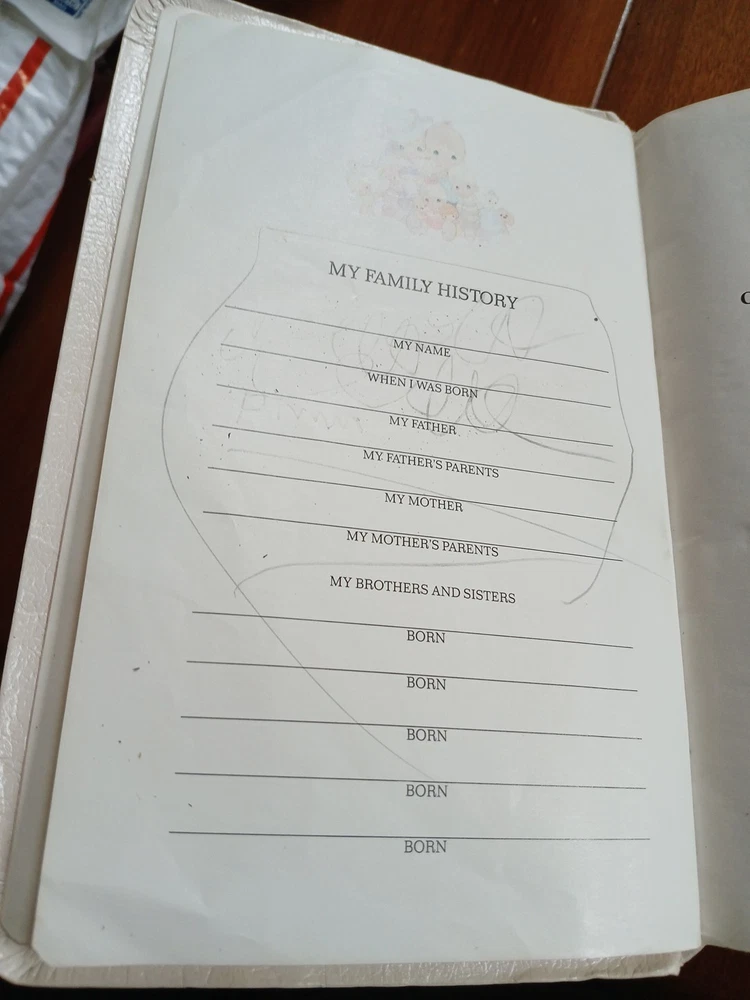 MY FAMILY HISTORY
MY NAME
WHEN I WAS BORN
MY FATHER
MY FATHER'S PARENTS
MY MOTHER
MY MOTHER'S PARENTS
MY BROTHERS AND SISTERS
BORN
BORN
BORN
BORN
BORN